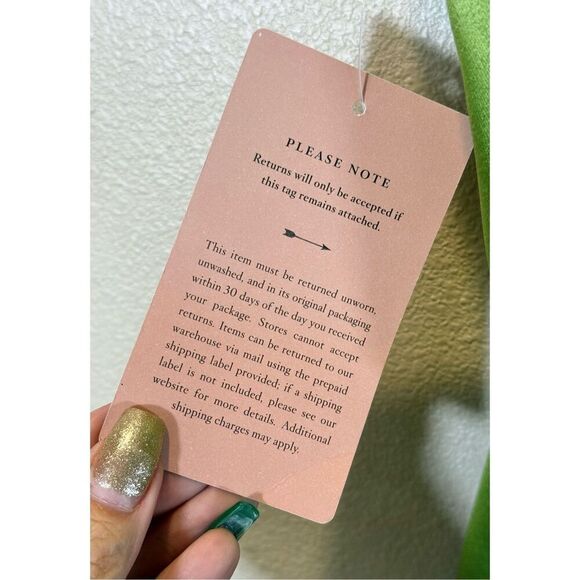 PLEASE NOTE
Returns will only be accepted if
this tag remains attached.
This item must be returned unworn,
unwashed, and in its original packaging
within 30 days of the day you received
your package. Stores cannot accept
returns. Items can be returned to our
warehouse via mail using the prepaid
shipping label provided; if a shipping
label is not included, please see our
website for more details. Additional
shipping charges may apply.